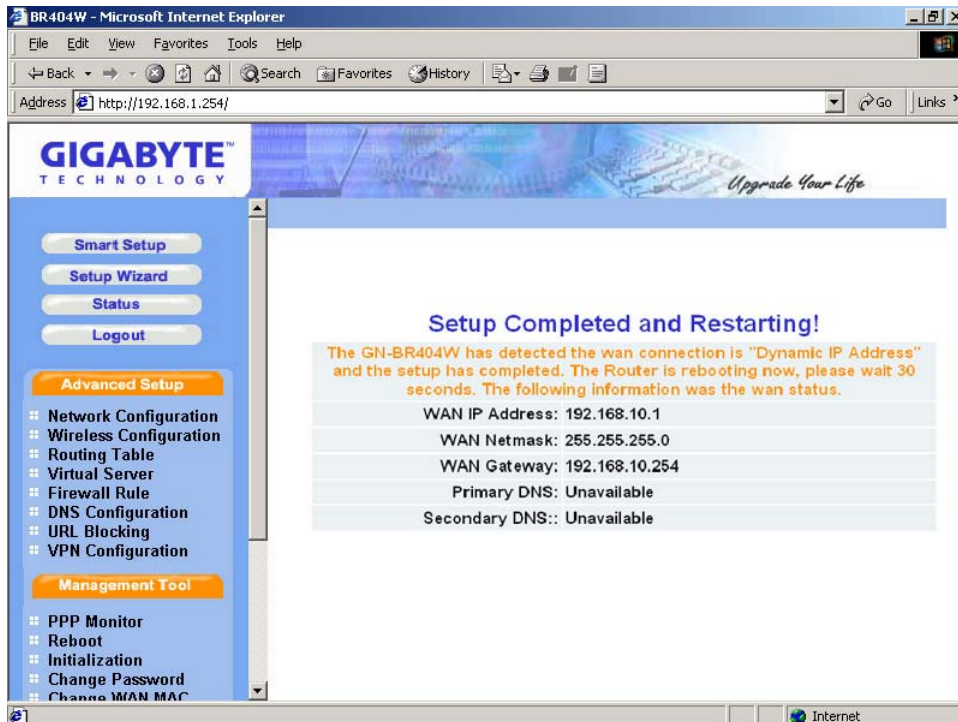 BR404W - Microsoft Internet Explorer
File Edit View Favorites Tools Help
Back Search Favorites History
Address http://192.168.1.254/ Go Links
GIGABYTE™
TECHNOLOGY
Upgrade Your Life
Smart Setup
Setup Wizard
Status
Logout
Advanced Setup
Network Configuration
Wireless Configuration
Routing Table
Virtual Server
Firewall Rule
DNS Configuration
URL Blocking
VPN Configuration
Management Tool
PPP Monitor
Reboot
Initialization
Change Password
Change WAN MAC
Setup Completed and Restarting!
The GN-BR404W has detected the wan connection is "Dynamic IP Address"
and the setup has completed. The Router is rebooting now, please wait 30
seconds. The following information was the wan status.
WAN IP Address: 192.168.10.1
WAN Netmask: 255.255.255.0
WAN Gateway: 192.168.10.254
Primary DNS: Unavailable
Secondary DNS:: Unavailable
Internet